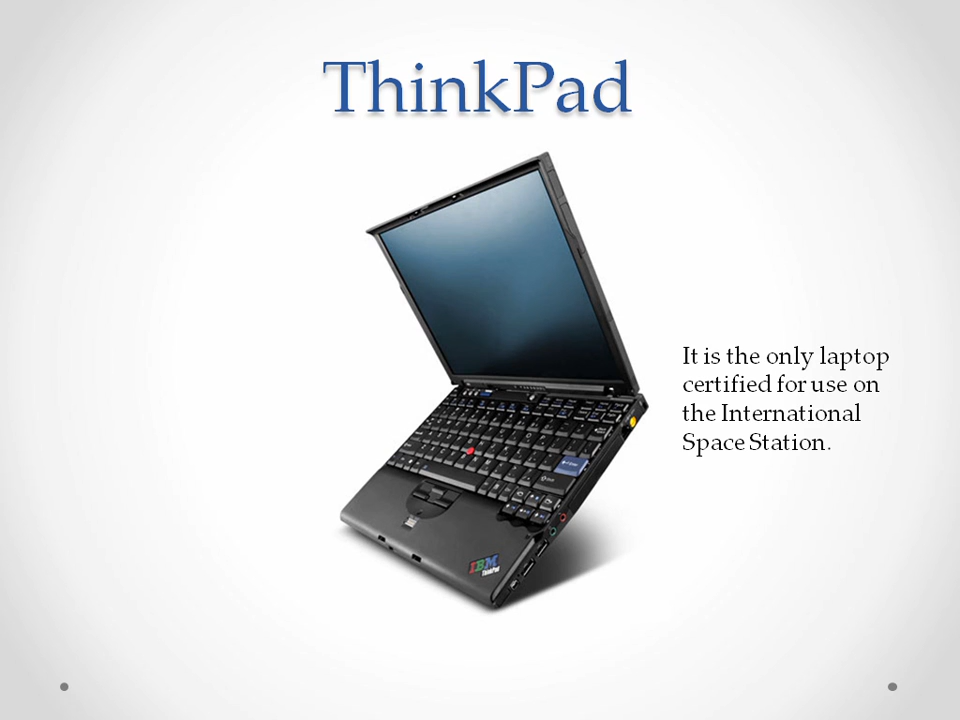 ThinkPad
It is the only laptop
certified for use on
the International
Space Station.
IBM
ThinkPad